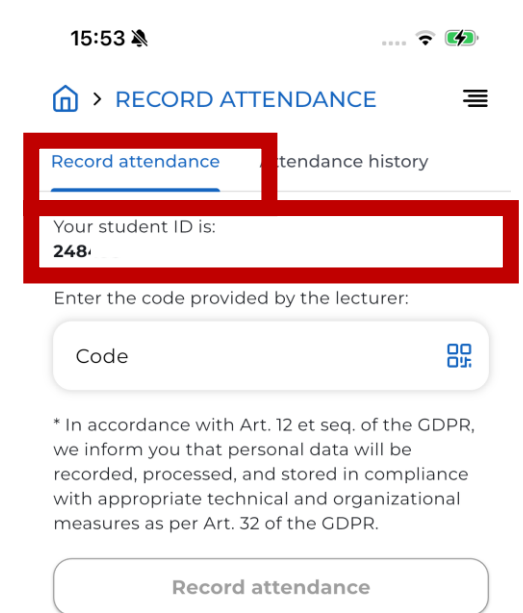 15:53
> RECORD ATTENDANCE
Record attendance ttendance history
Your student ID is:
248
Enter the code provided by the lecturer:
Code
* In accordance with Art. 12 et seq. of the GDPR,
we inform you that personal data will be
recorded, processed, and stored in compliance
with appropriate technical and organizational
measures as per Art. 32 of the GDPR.
Record attendance